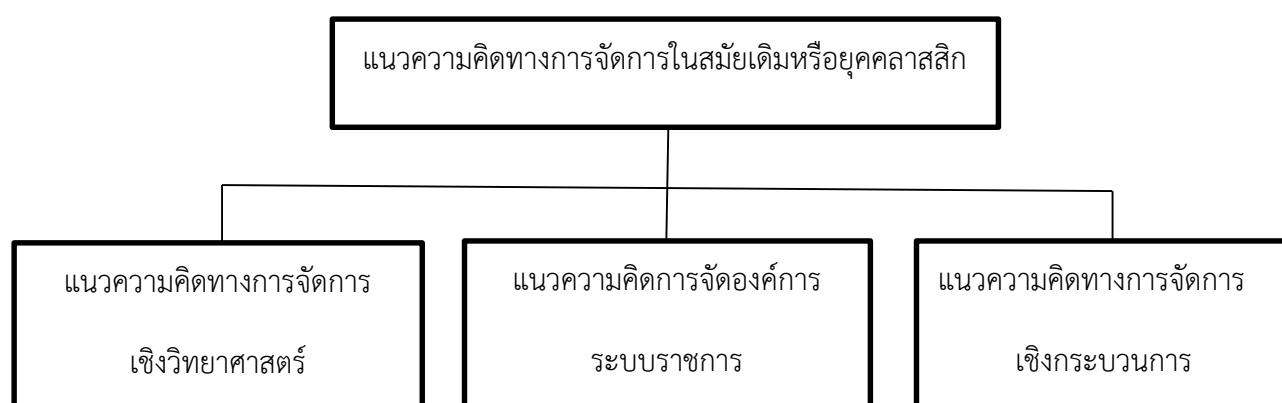 แนวความคิดทางการจัดการในสมัยเดิมหรือยุคคลาสสิก
แนวความคิดทางการจัดการ
เชิงวิทยาศาสตร์
แนวความคิดการจัดองค์การ
ระบบราชการ
แนวความคิดทางการจัดการ
เชิงกระบวนการ